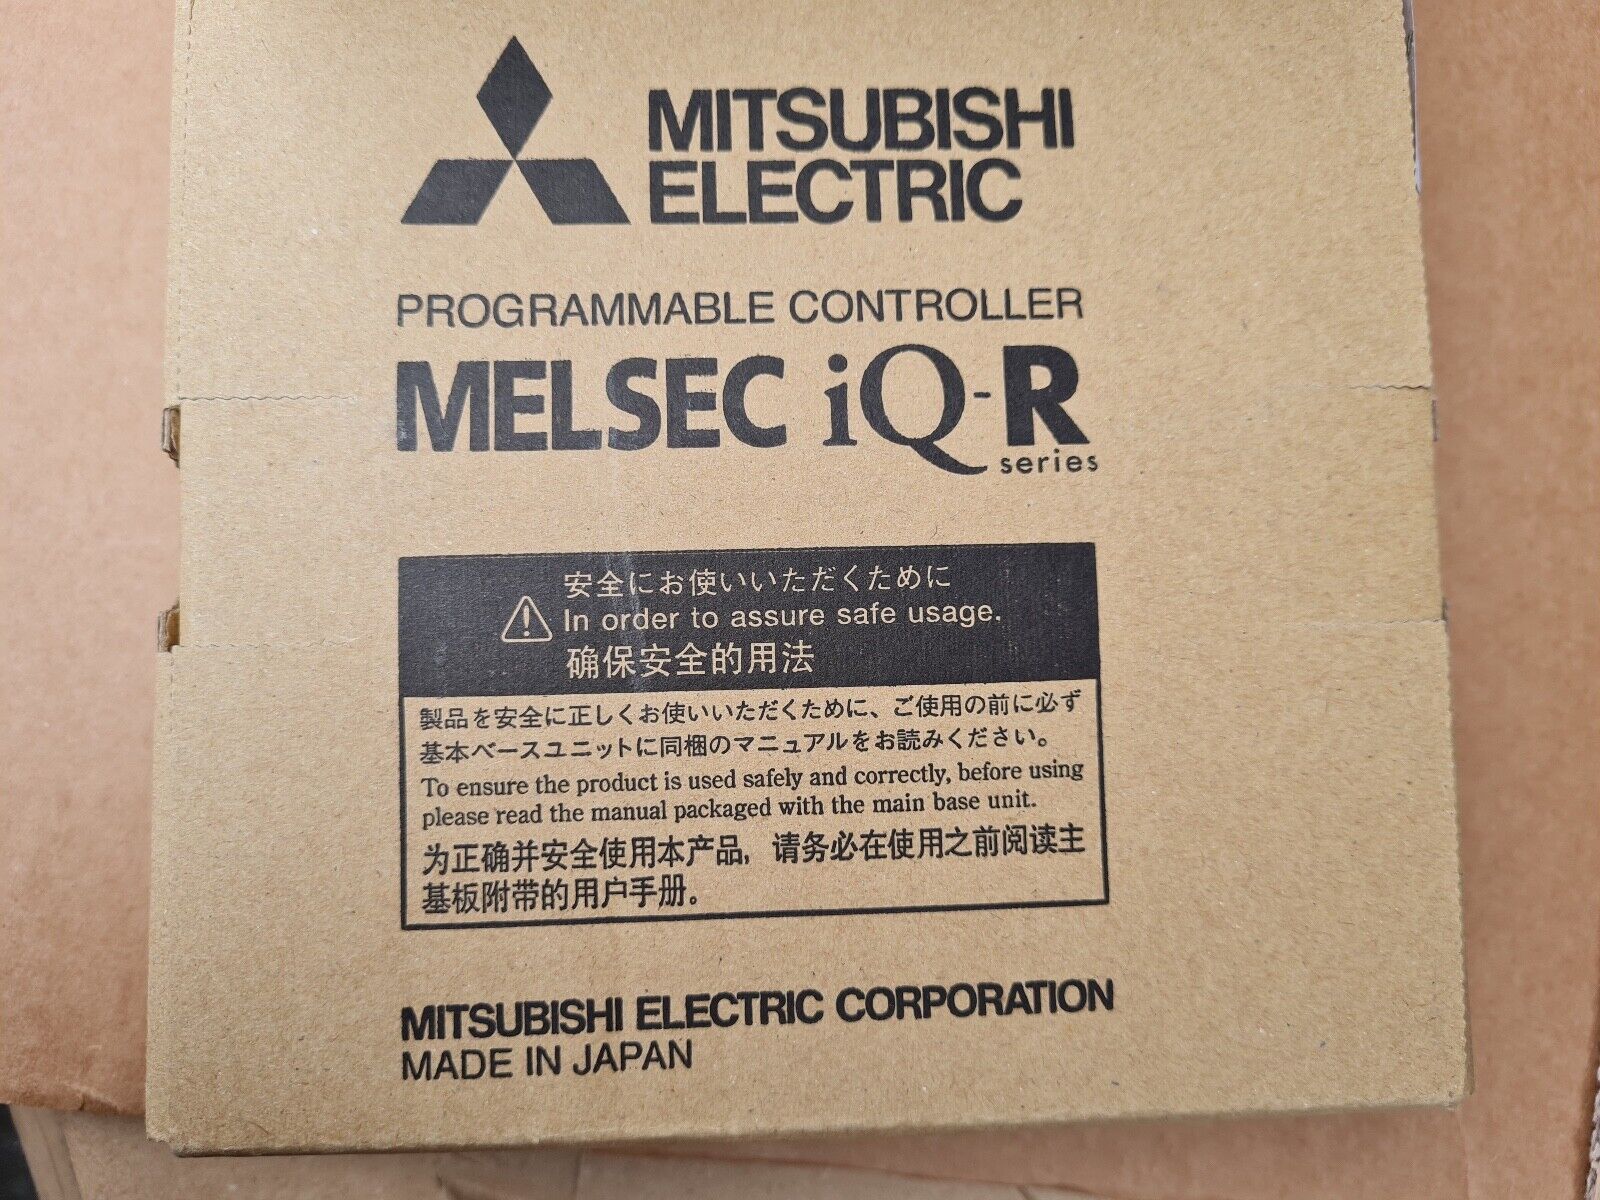 MITSUBISHI
ELECTRIC
PROGRAMMABLE CONTROLLER
MELSEC iQ-R
series
安全にお使いいただくために
In order to assure safe usage.
确保安全的用法
製品を安全に正しくお使いいただくために、ご使用の前に必ず
基本ベースユニットに同梱のマニュアルをお読みください。
To ensure the product is used safely and correctly, before using
please read the manual packaged with the main base unit.
为正确并安全使用本产品，请务必在使用之前阅读主
基板附带的用户手册。
MITSUBISHI ELECTRIC CORPORATION
MADE IN JAPAN